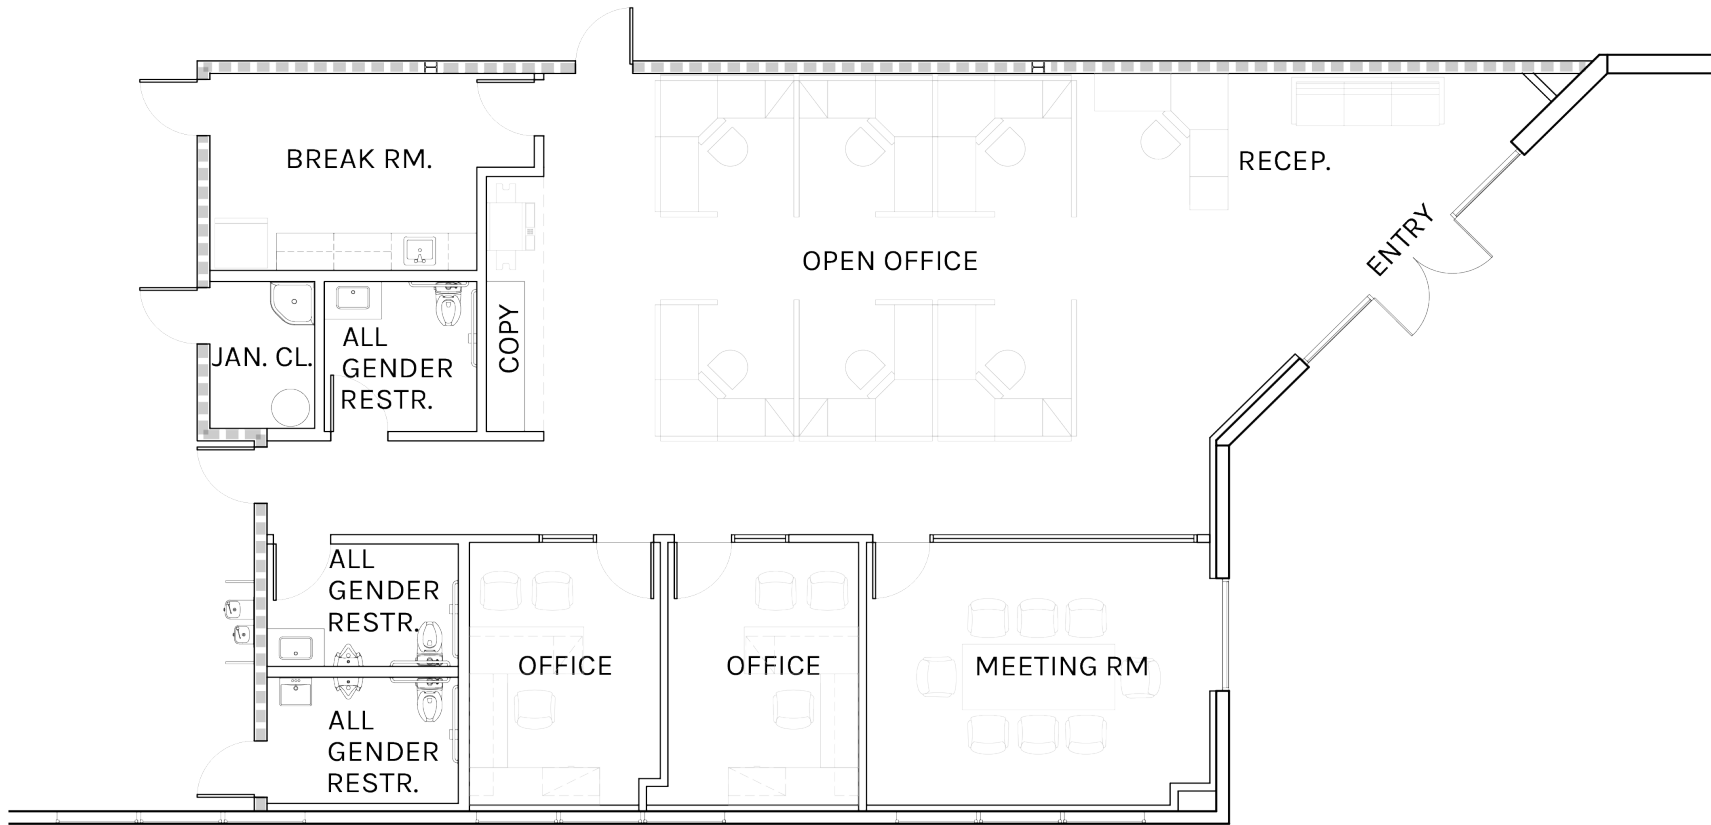 BREAK RM.
RECEP.
ENTRY
OPEN OFFICE
COPY
JAN. CL.
ALL
GENDER
RESTR.
ALL
GENDER
RESTR.
OFFICE
OFFICE
MEETING RM
ALL
GENDER
RESTR.